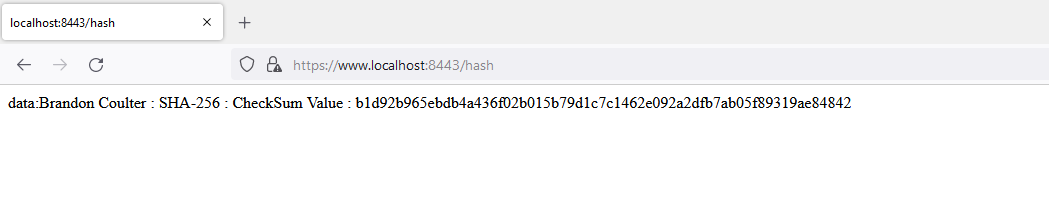 localhost:8443/hash
https://www.localhost:8443/hash
data:Brandon Coulter : SHA-256 : CheckSum Value : b1d92b965ebdb4a436f02b015b79d1c7c1462e092a2dfb7ab05f89319ae84842